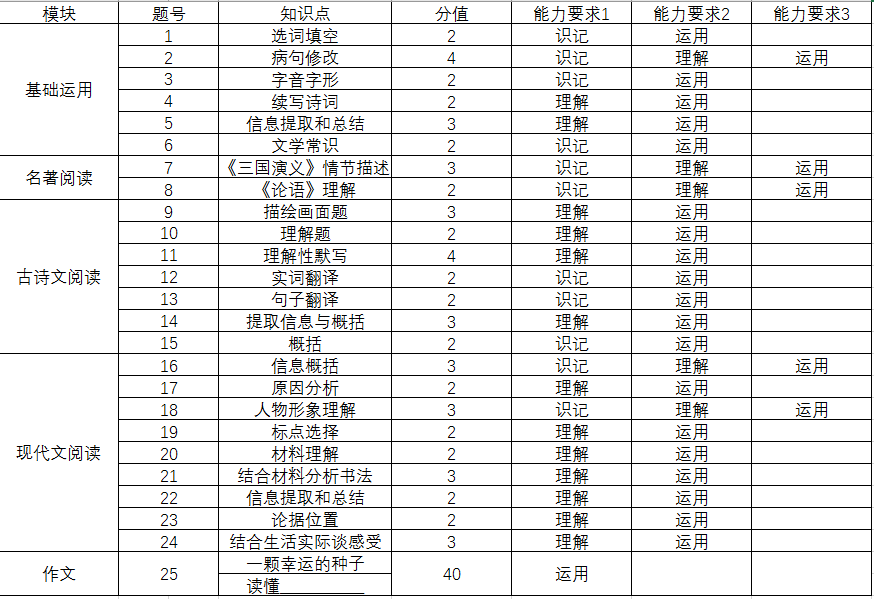 模块 题号 知识点 分值 能力要求1 能力要求2 能力要求3
基础运用 1 选词填空 2 识记 运用
2 病句修改 4 识记 理解 运用
3 字音字形 2 识记 运用
4 续写诗词 2 理解 运用
5 信息提取和总结 3 理解 运用
6 文学常识 2 识记 运用
名著阅读 7 《三国演义》情节描述 3 识记 理解 运用
8 《论语》理解 2 识记 理解 运用
古诗文阅读 9 描绘画面题 3 理解 运用
10 理解题 2 理解 运用
11 理解性默写 4 理解 运用
12 实词翻译 2 识记 运用
13 句子翻译 2 识记 运用
14 提取信息与概括 3 理解 运用
15 概括 2 识记 运用
现代文阅读 16 信息概括 3 识记 理解 运用
17 原因分析 2 理解 运用
18 人物形象理解 3 识记 理解 运用
19 标点选择 2 理解 运用
20 材料理解 2 理解 运用
21 结合材料分析书法 3 理解 运用
22 信息提取和总结 2 理解 运用
23 论据位置 2 理解 运用
24 结合生活实际谈感受 3 理解 运用
作文 25 一颗幸运的种子 40 运用
读懂__________